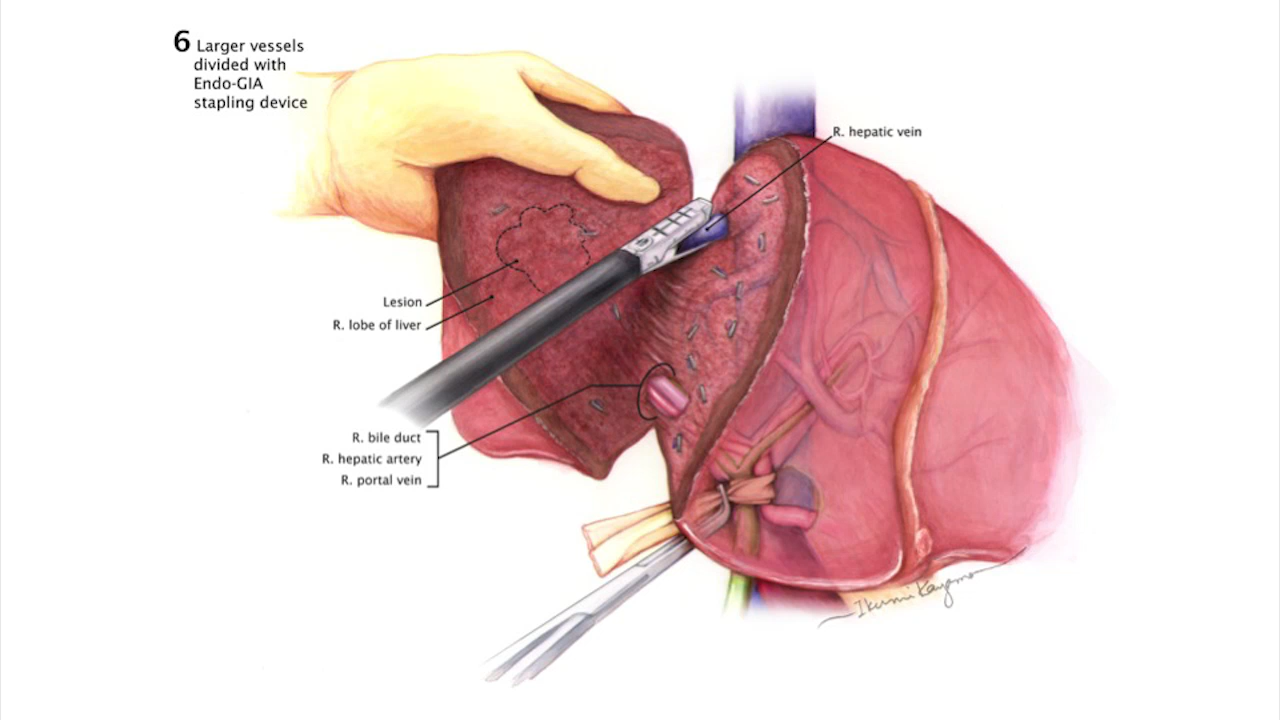 6 Larger vessels
divided with
Endo-GIA
stapling device
R. hepatic vein
Lesion
R. lobe of liver
R. bile duct
R. hepatic artery
R. portal vein